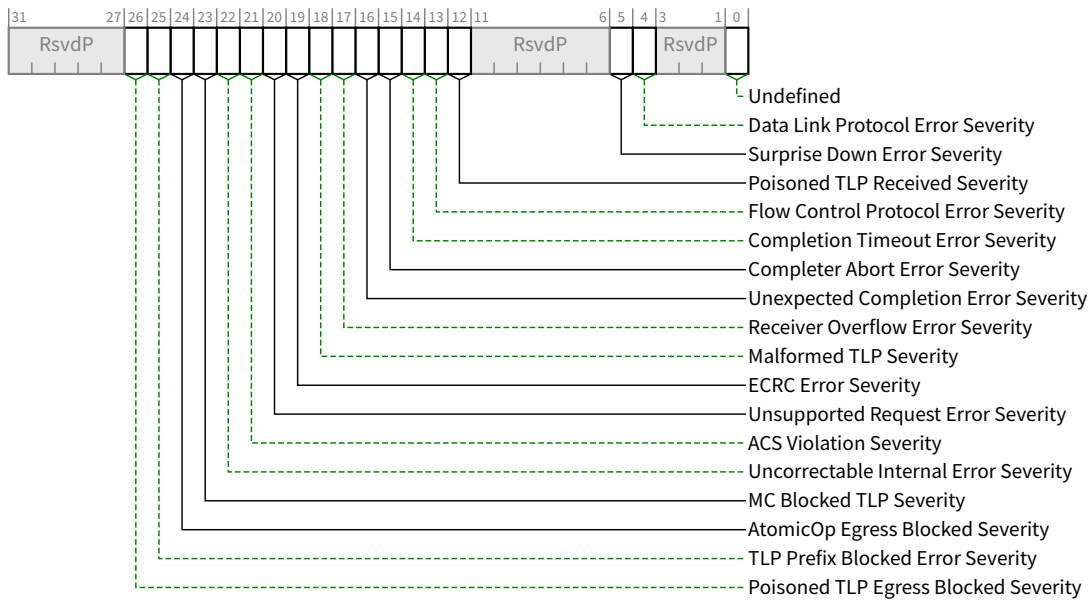 31 27 26 25 24 23 22 21 20 19 18 17 16 15 14 13 12 11 6 5 4 3 1 0
RsvdP RsvdP RsvdP
Undefined
Data Link Protocol Error Severity
Surprise Down Error Severity
Poisoned TLP Received Severity
Flow Control Protocol Error Severity
Completion Timeout Error Severity
Completer Abort Error Severity
Unexpected Completion Error Severity
Receiver Overflow Error Severity
Malformed TLP Severity
ECRC Error Severity
Unsupported Request Error Severity
ACS Violation Severity
Uncorrectable Internal Error Severity
MC Blocked TLP Severity
AtomicOp Egress Blocked Severity
TLP Prefix Blocked Error Severity
Poisoned TLP Egress Blocked Severity